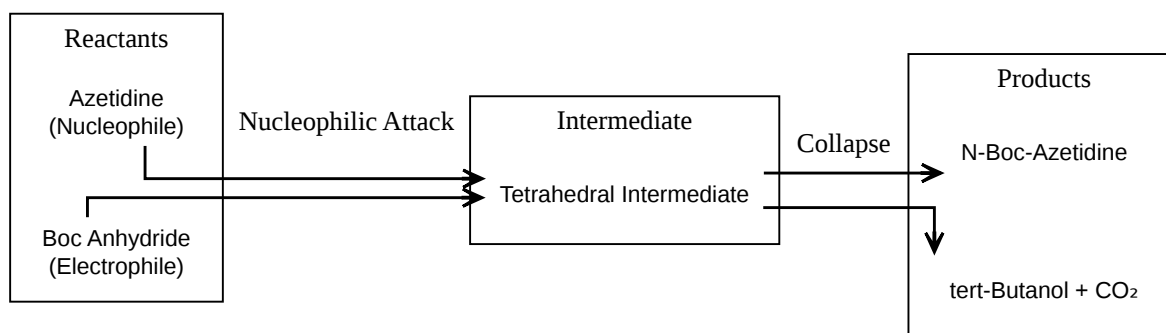 Reactants
Azetidine
(Nucleophile)
Boc Anhydride
(Electrophile)
Nucleophilic Attack
Intermediate
Tetrahedral Intermediate
Collapse
Products
N-Boc-Azetidine
tert-Butanol + CO₂